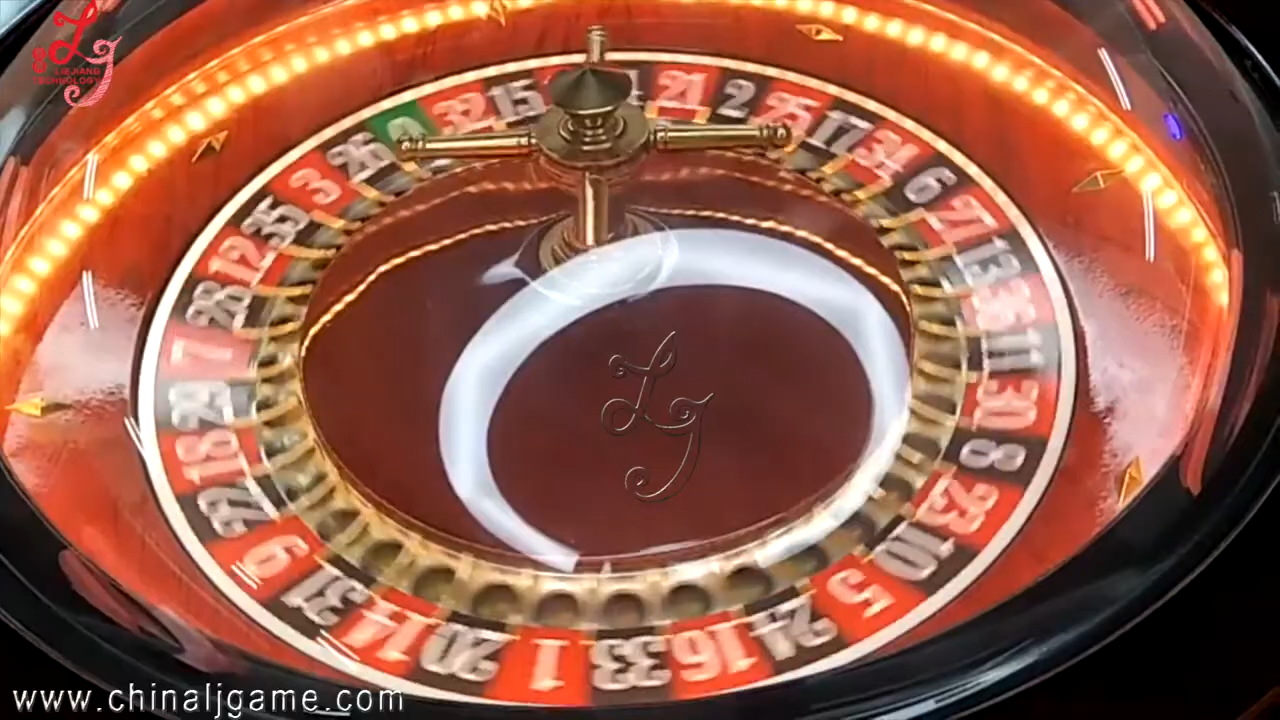 LIEJIANG
TECHNOLOGY
0 32 15 21 2 25 17 34 6 27 13 36 11 30 8 23 10 5 24 16 33 1 20 14 31 9 22 18 29 7 28 12 35 3 26
www.chinaljgame.com